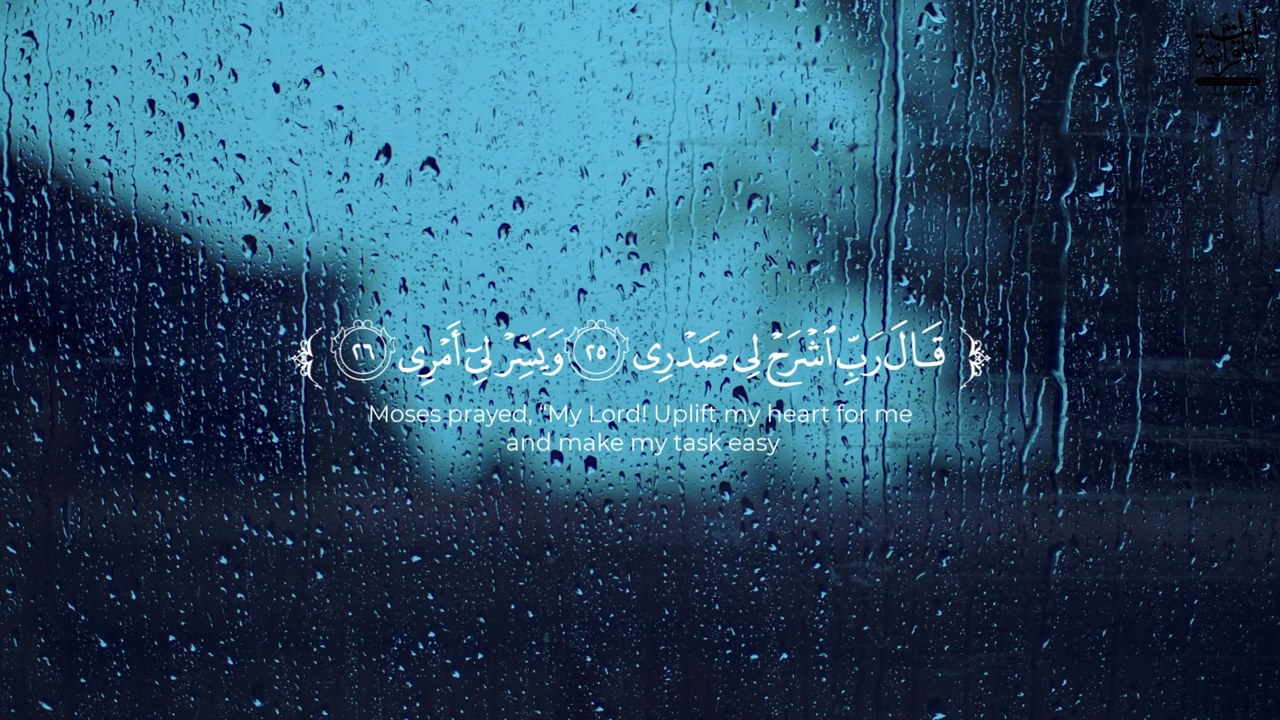 قَالَ رَبِّ ٱشْرَحْ لِى صَدْرِى ٢٥ وَيَسِّرْ لِىٓ أَمْرِى ٢٦
Moses prayed, “My Lord! Uplift my heart for me
and make my task easy